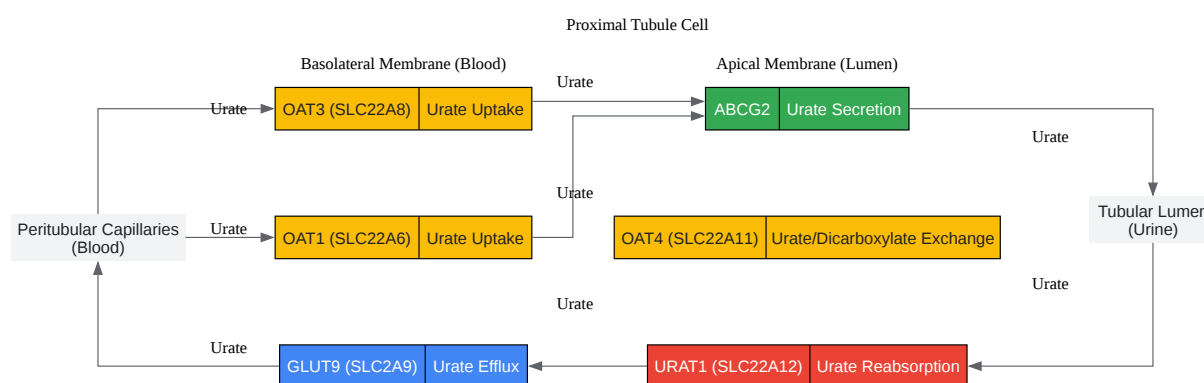 Proximal Tubule Cell
Basolateral Membrane (Blood)
Apical Membrane (Lumen)
Urate
Urate
OAT3 (SLC22A8)
Urate Uptake
ABCG2
Urate Secretion
Urate
Urate
Peritubular Capillaries
(Blood)
Urate
OAT1 (SLC22A6)
Urate Uptake
OAT4 (SLC22A11)
Urate/Dicarboxylate Exchange
Tubular Lumen
(Urine)
Urate
Urate
Urate
GLUT9 (SLC2A9)
Urate Efflux
URAT1 (SLC22A12)
Urate Reabsorption